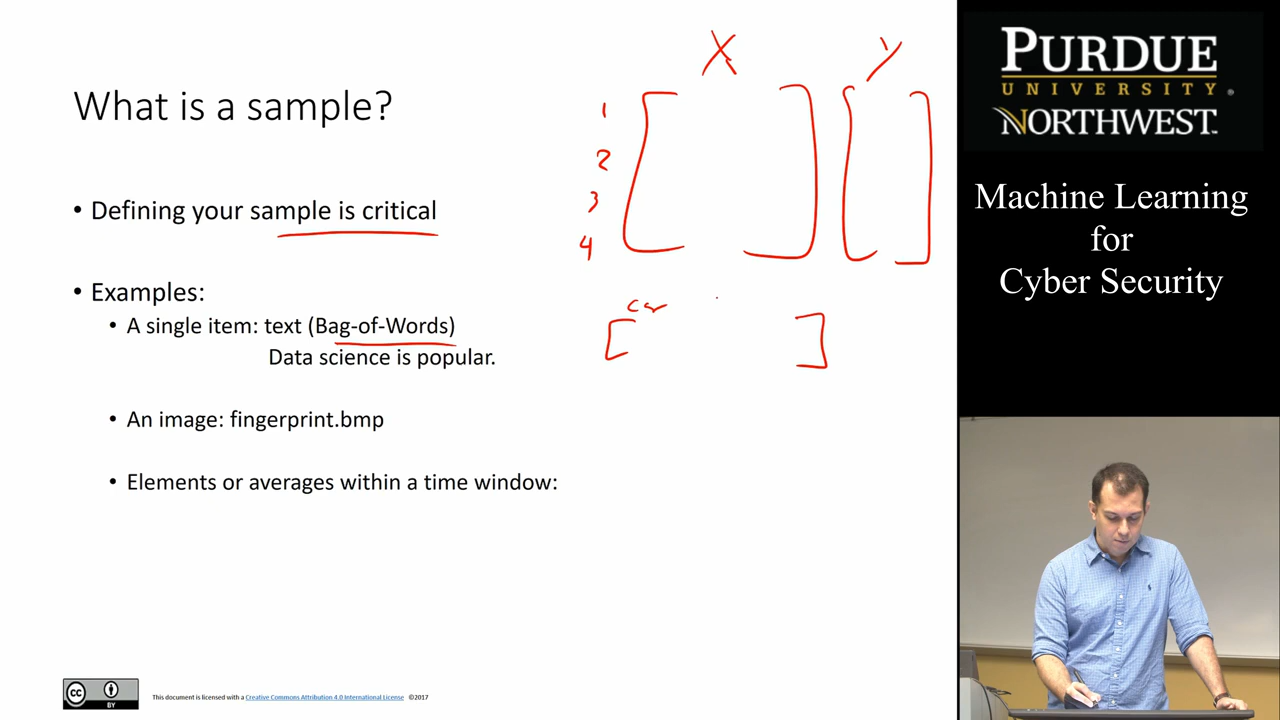 What is a sample?
• Defining your sample is critical
• Examples:
• A single item: text (Bag-of-Words)
Data science is popular.
• An image: fingerprint.bmp
• Elements or averages within a time window:
X Y
1
2
3
4
PURDUE
UNIVERSITY
NORTHWEST
Machine Learning
for
Cyber Security
cc BY
This document is licensed with a Creative Commons Attribution 4.0 International License ©2017